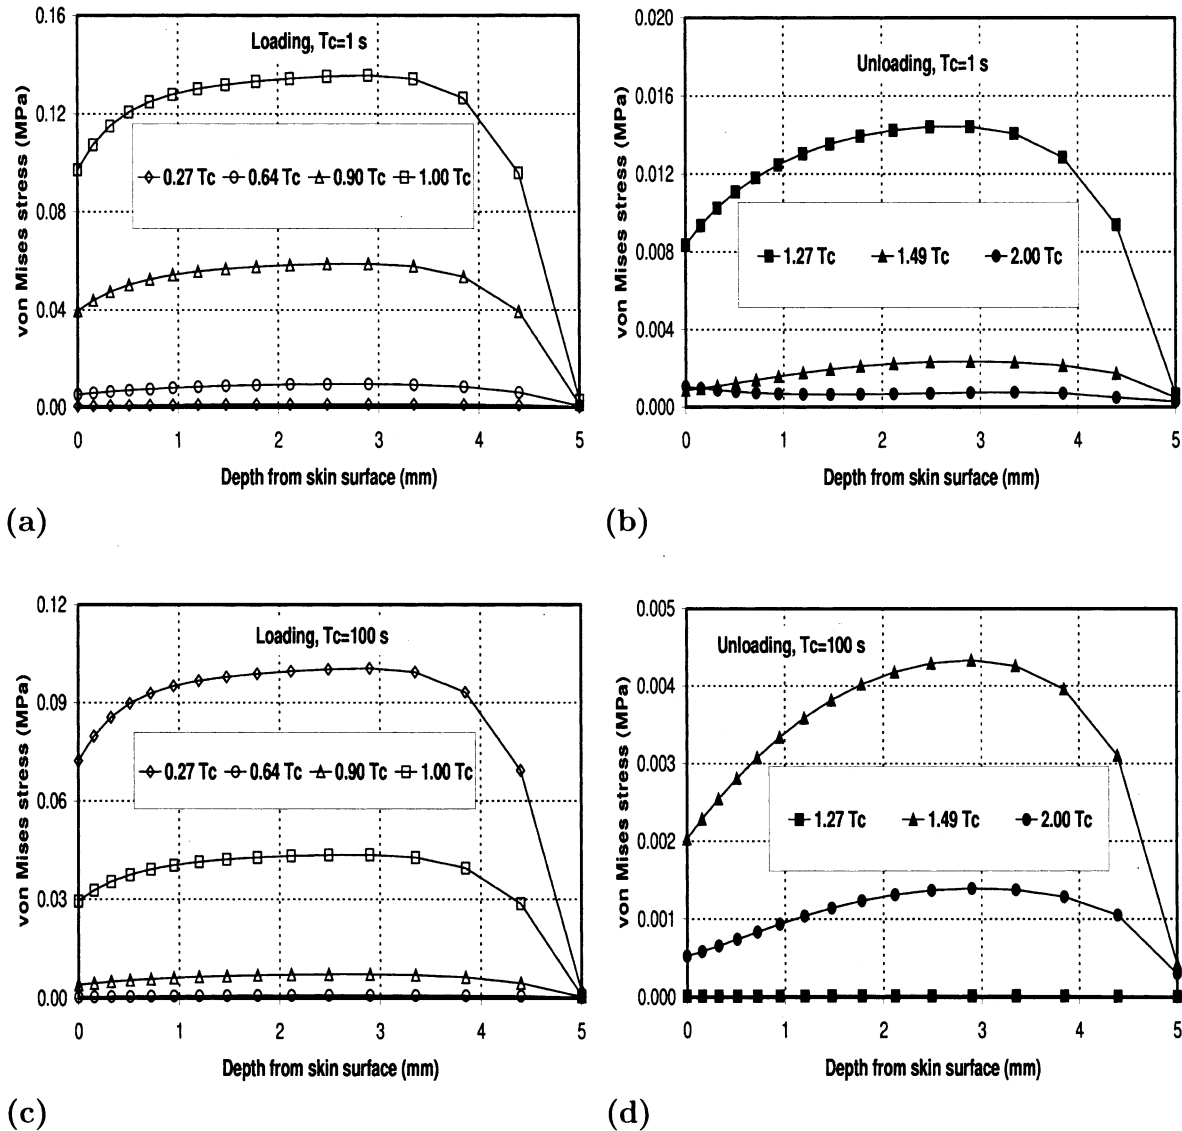 0.16
0.12
0.08
0.04
0.00
von Mises stress (MPa)
Loading, Tc=1 s
0.27 Tc 0.64 Tc 0.90 Tc 1.00 Tc
0 1 2 3 4 5
Depth from skin surface (mm)
(a)
0.020
0.016
0.012
0.008
0.004
0.000
von Mises stress (MPa)
Unloading, Tc=1 s
1.27 Tc 1.49 Tc 2.00 Tc
0 1 2 3 4 5
Depth from skin surface (mm)
(b)
0.12
0.09
0.06
0.03
0.00
von Mises stress (MPa)
Loading, Tc=100 s
0.27 Tc 0.64 Tc 0.90 Tc 1.00 Tc
0 1 2 3 4 5
Depth from skin surface (mm)
(c)
0.005
0.004
0.003
0.002
0.001
0.000
von Mises stress (MPa)
Unloading, Tc=100 s
1.27 Tc 1.49 Tc 2.00 Tc
0 1 2 3 4 5
Depth from skin surface (mm)
(d)